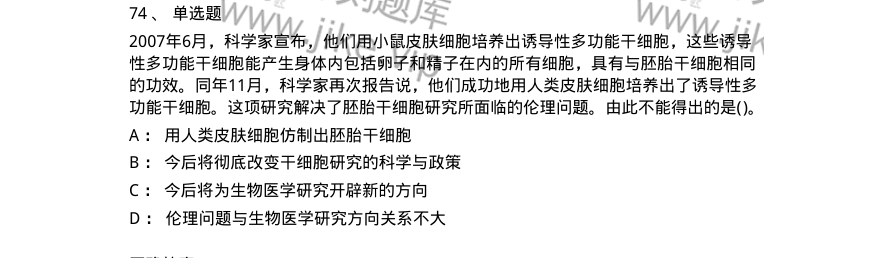 74 、 单选题
2007年6月，科学家宣布，他们用小鼠皮肤细胞培养出诱导性多功能干细胞，这些诱导
性多功能干细胞能产生身体内包括卵子和精子在内的所有细胞，具有与胚胎干细胞相同
的功效。同年11月，科学家再次报告说，他们成功地用人类皮肤细胞培养出了诱导性多
功能干细胞。这项研究解决了胚胎干细胞研究所面临的伦理问题。由此不能得出的是()。
A ： 用人类皮肤细胞仿制出胚胎干细胞
B ： 今后将彻底改变干细胞研究的科学与政策
C ： 今后将为生物医学研究开辟新的方向
D ： 伦理问题与生物医学研究方向关系不大